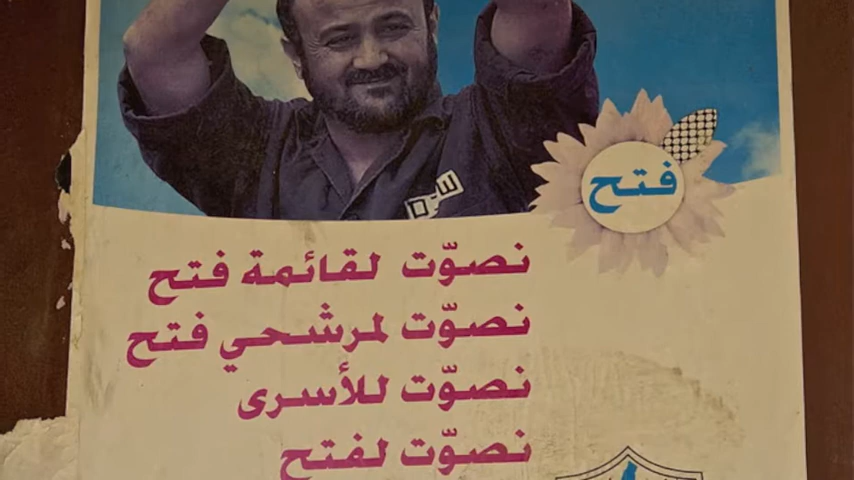 فتح
نصوّت لقائمة فتح
نصوّت لمرشحي فتح
نصوّت للأسرى
نصوّت لفتح